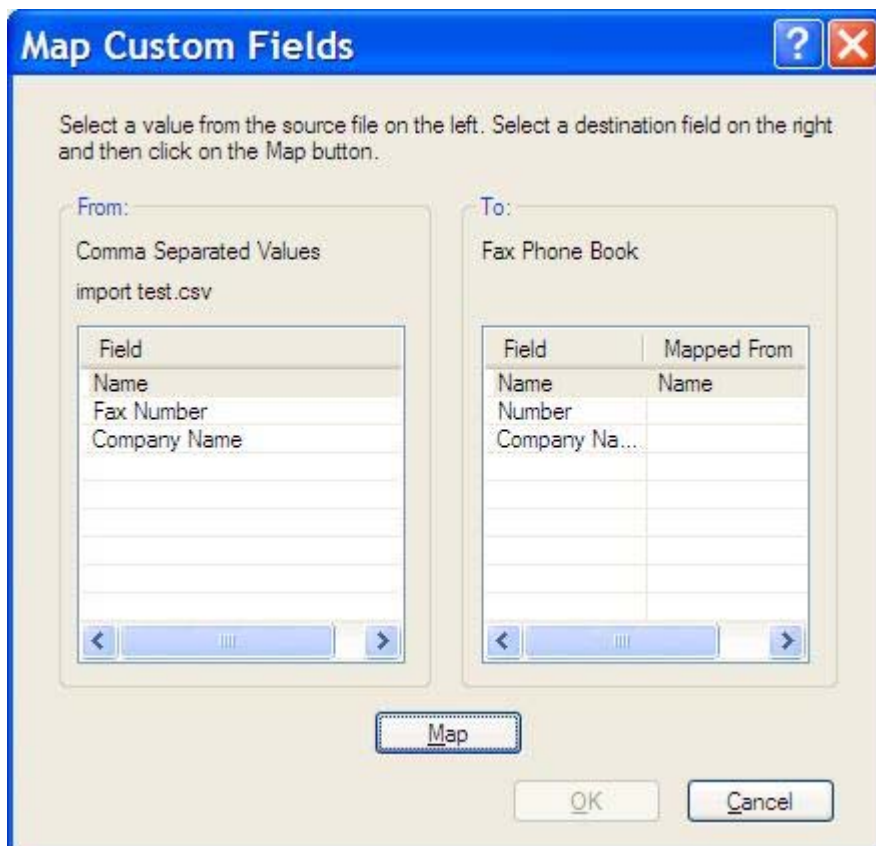 Map Custom Fields
Select a value from the source file on the left. Select a destination field on the right
and then click on the Map button.
From:
Comma Separated Values
import test.csv
Field
Name
Fax Number
Company Name
To:
Fax Phone Book
Field Mapped From
Name Name
Number
Company Na...
Map
OK Cancel